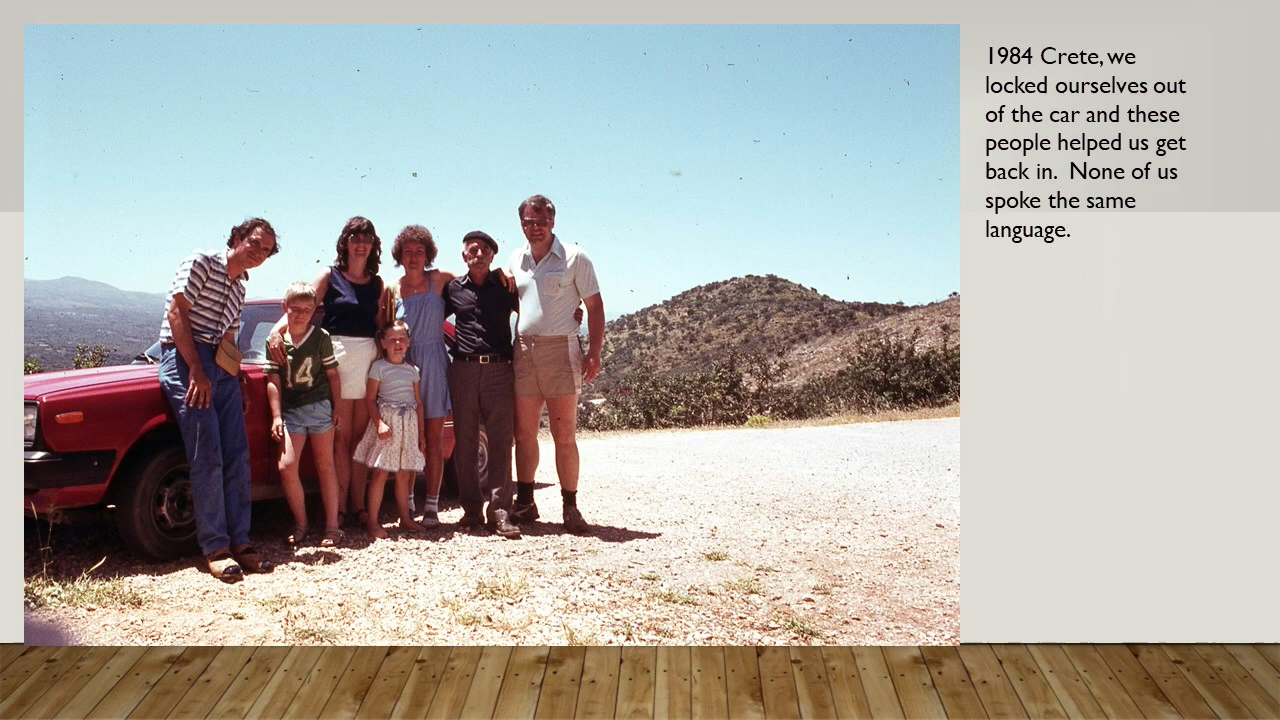 1984 Crete, we
locked ourselves out
of the car and these
people helped us get
back in.  None of us
spoke the same
language.
14